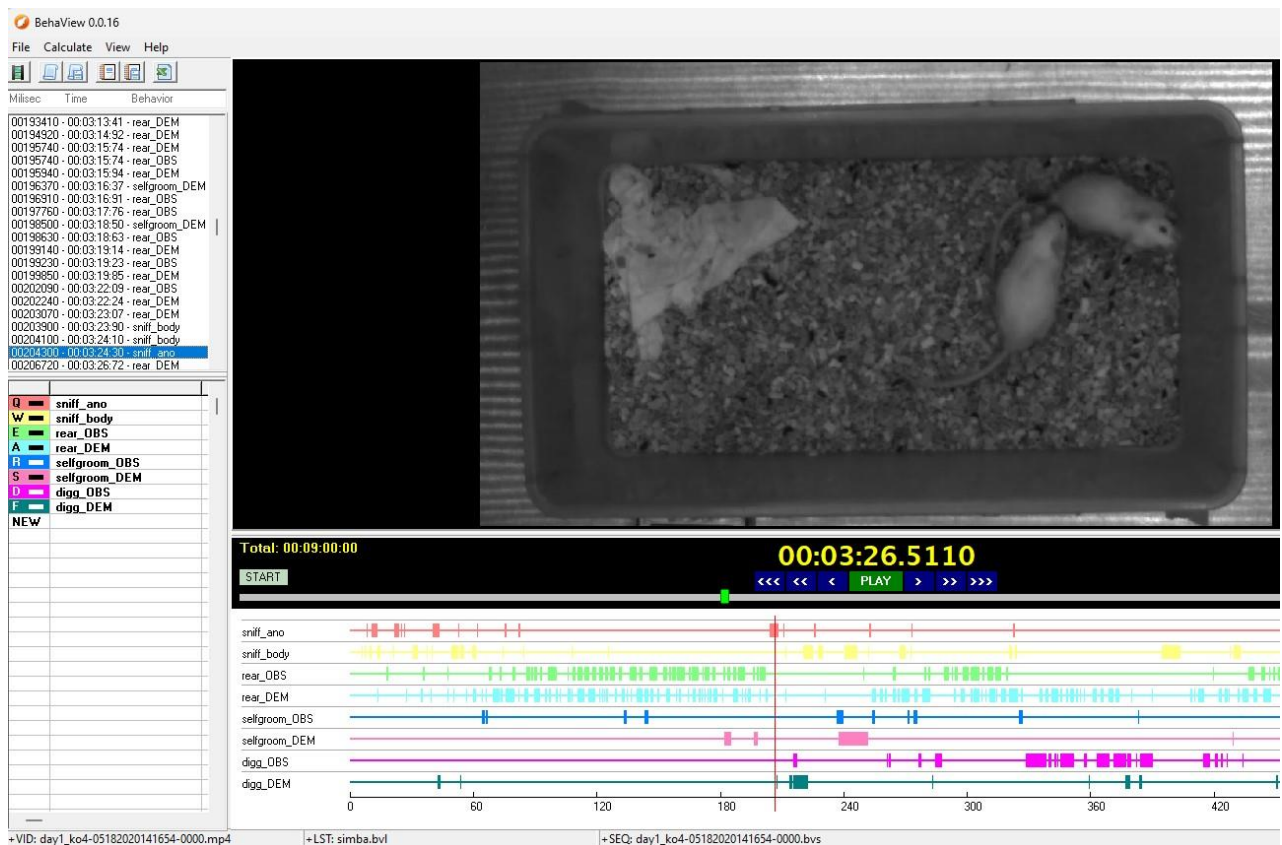 BehaView 0.0.16
File Calculate View Help
Milisec Time Behavior
00193410 - 00:03:13:41 - rear_DEM
00194920 - 00:03:14:92 - rear_DEM
00195740 - 00:03:15:74 - rear_DEM
00195740 - 00:03:15:74 - rear_OBS
00195940 - 00:03:15:94 - rear_DEM
00196370 - 00:03:16:37 - selfgroom_DEM
00196910 - 00:03:16:91 - rear_OBS
00197760 - 00:03:17:76 - rear_OBS
00198500 - 00:03:18:50 - selfgroom_DEM
00198630 - 00:03:18:63 - rear_OBS
00199140 - 00:03:19:14 - rear_DEM
00199230 - 00:03:19:23 - rear_OBS
00199850 - 00:03:19:85 - rear_DEM
00202090 - 00:03:22:09 - rear_OBS
00202240 - 00:03:22:24 - rear_DEM
00203070 - 00:03:23:07 - rear_DEM
00203900 - 00:03:23:90 - sniff_body
00204100 - 00:03:24:10 - sniff_body
00204300 - 00:03:24:30 - sniff_ano
00206720 - 00:03:26:72 - rear_DEM
Q sniff_ano
W sniff_body
E rear_OBS
A rear_DEM
R selfgroom_OBS
S selfgroom_DEM
D digg_OBS
F digg_DEM
NEW
Total: 00:09:00:00
00:03:26.5110
START
<<< << < PLAY > >> >>>
sniff_ano
sniff_body
rear_OBS
rear_DEM
selfgroom_OBS
selfgroom_DEM
digg_OBS
digg_DEM
0 60 120 180 240 300 360 420
+VID: day1_ko4-05182020141654-0000.mp4 +LST: simba.bvl +SEQ: day1_ko4-05182020141654-0000.bvs